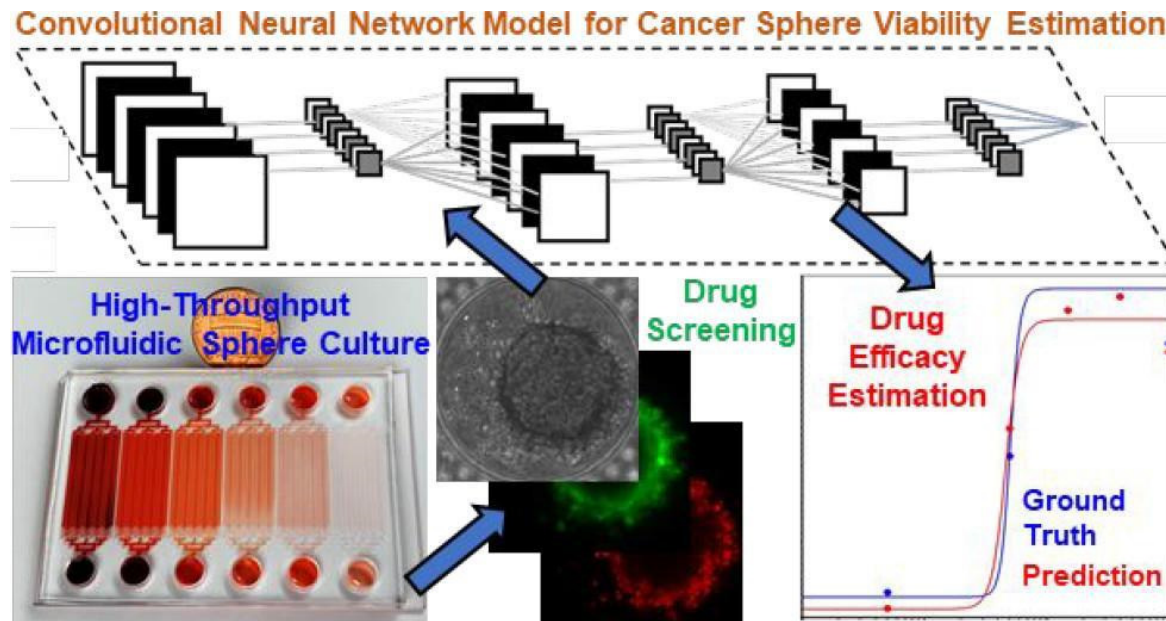 Convolutional Neural Network Model for Cancer Sphere Viability Estimation
High-Throughput
Microfluidic Sphere Culture
Drug
Screening
Drug
Efficacy
Estimation
Ground
Truth
Prediction